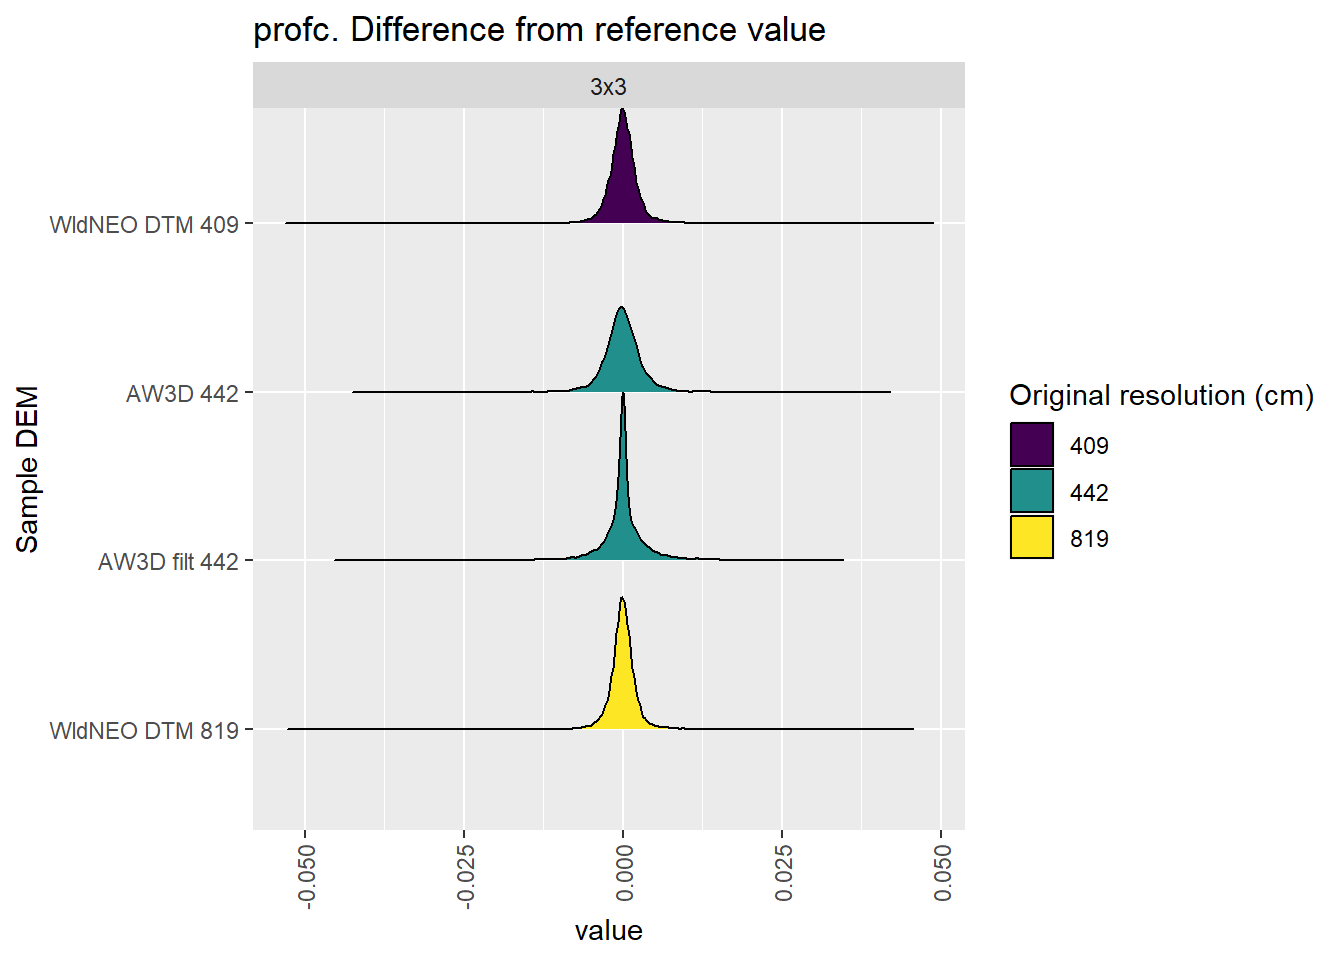 profc. Difference from reference value
3x3
Sample DEM
WldNEO DTM 409
AW3D 442
AW3D filt 442
WldNEO DTM 819
-0.050
-0.025
0.000
0.025
0.050
value
Original resolution (cm)
409
442
819